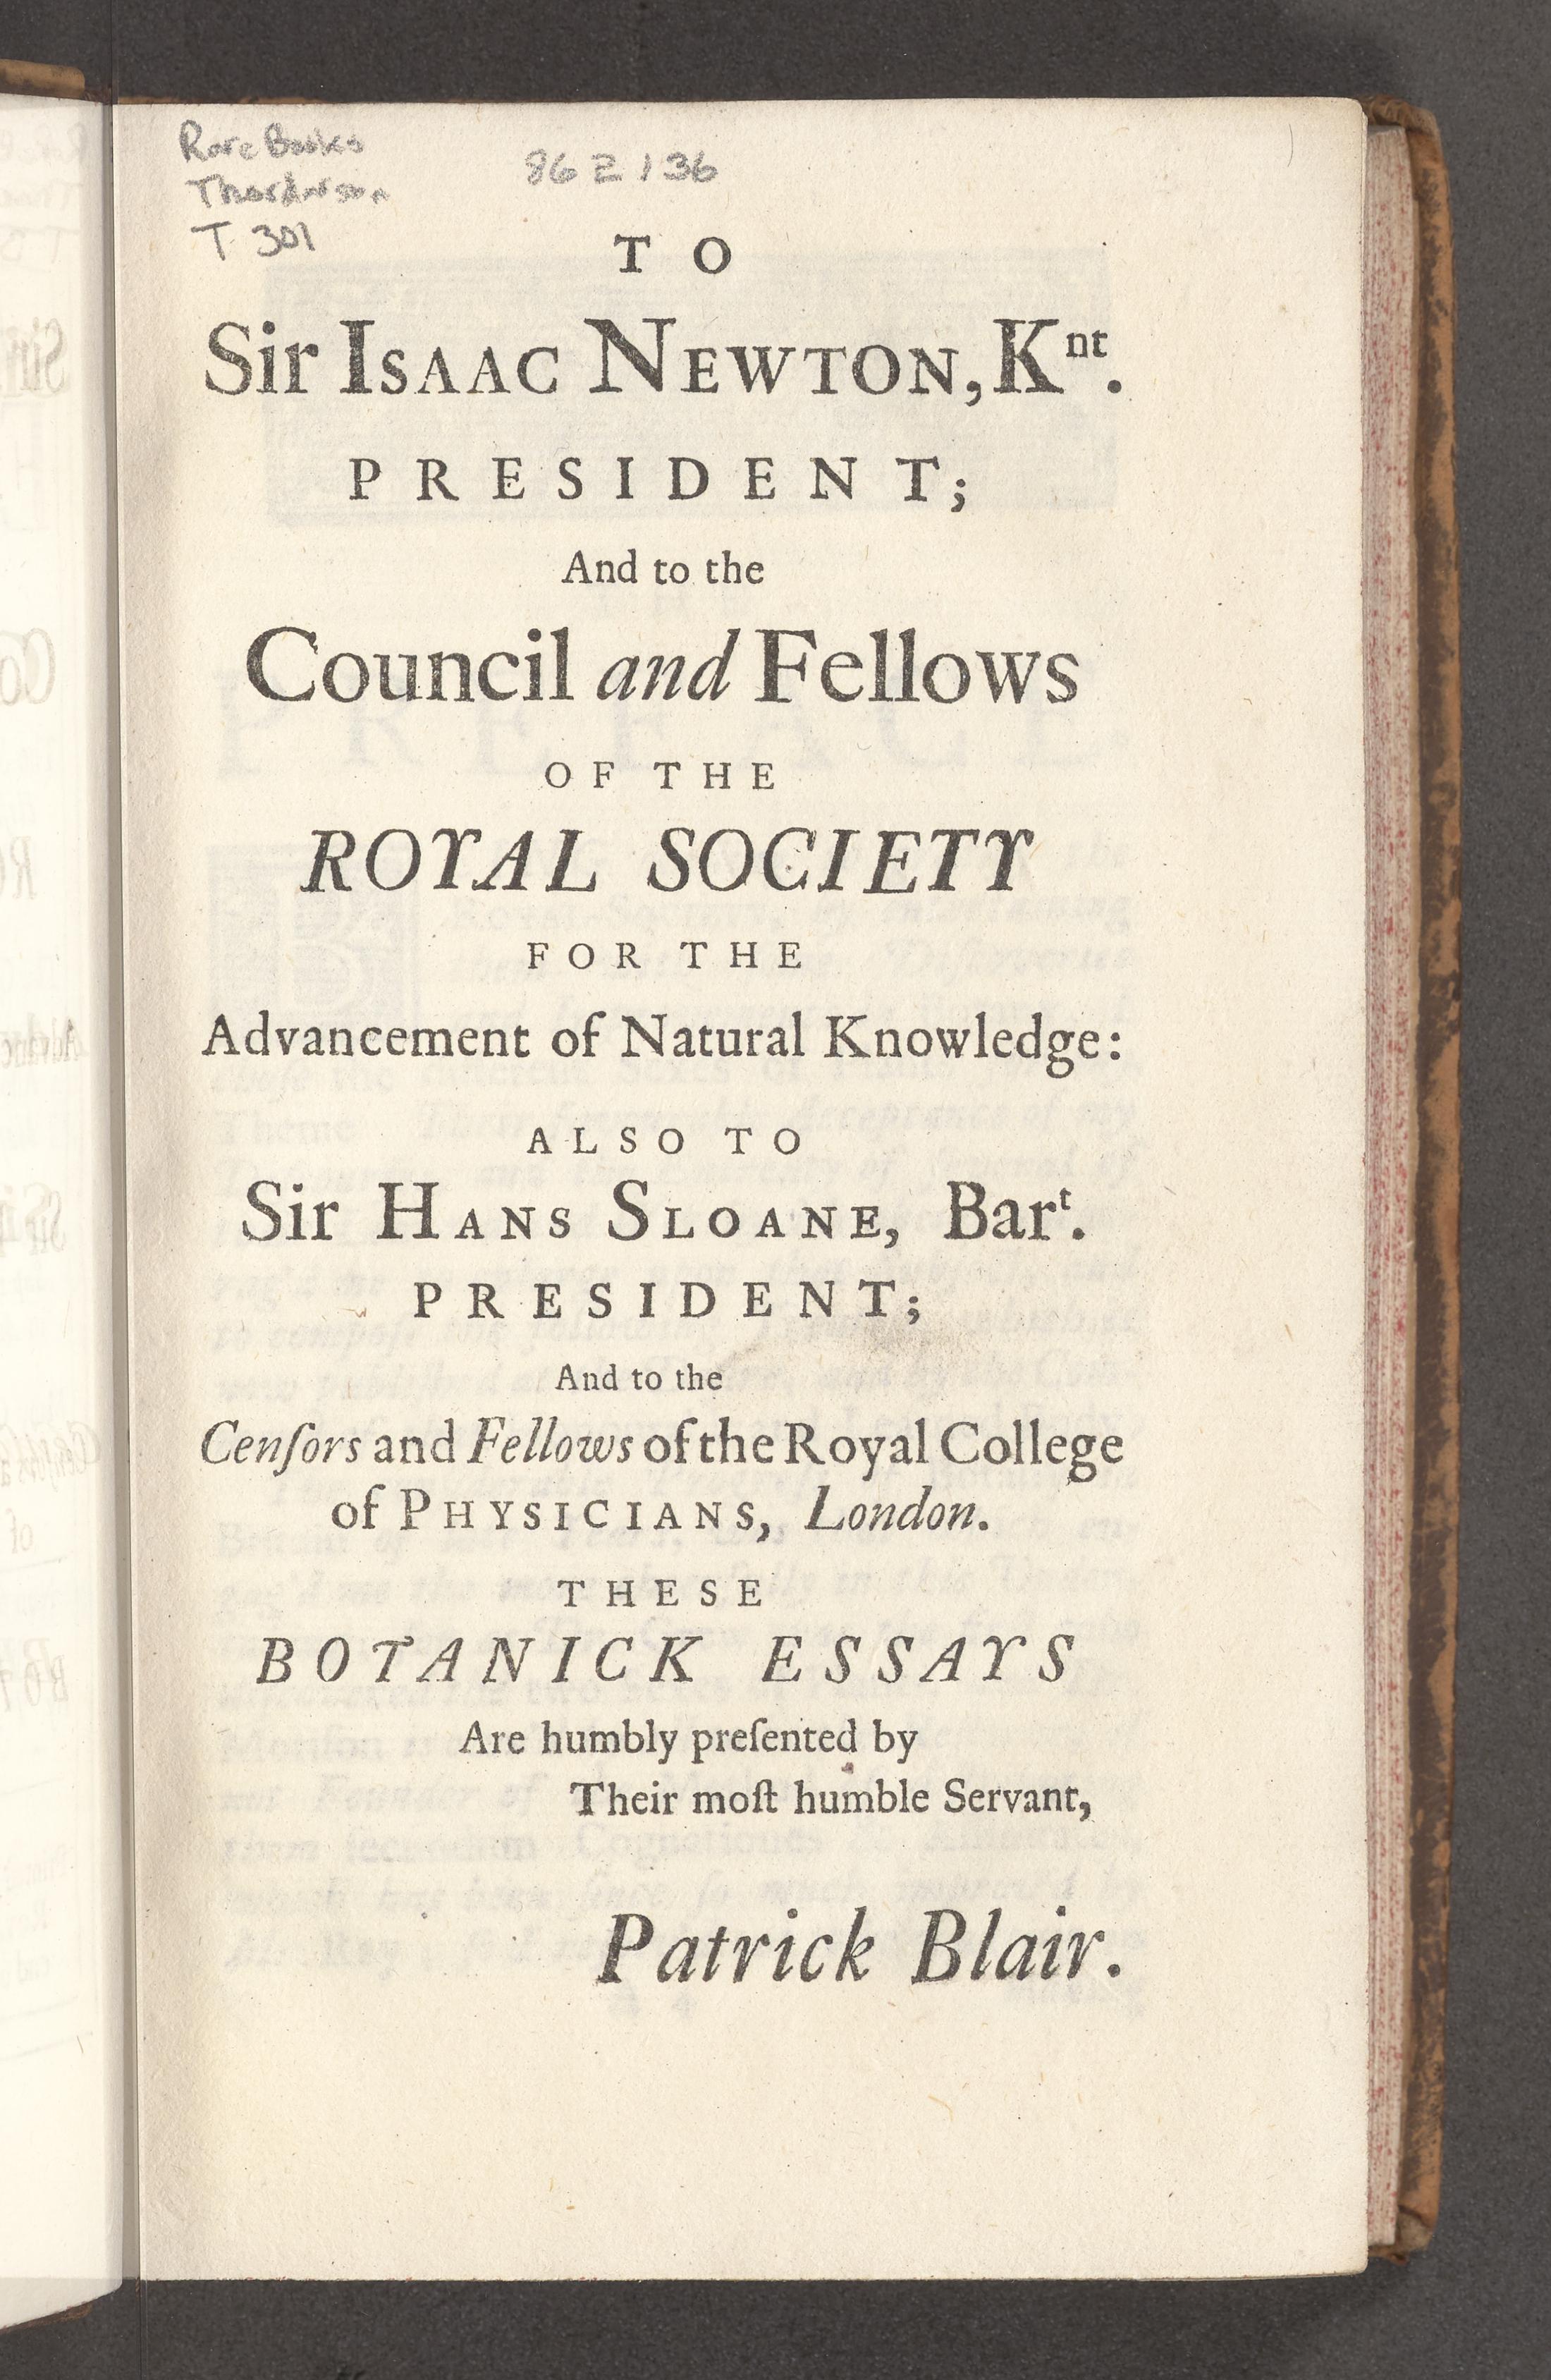 Rare Books
Thordarson
T 301
862136
TO
Sir ISAAC NEWTON, Knt.
PRESIDENT;
And to the
Council and Fellows
OF THE
ROYAL SOCIETY
FOR THE
Advancement of Natural Knowledge:
ALSO TO
Sir HANS SLOANE, Bart.
PRESIDENT;
And to the
Cenſors and Fellows of the Royal College
of PHYSICIANS, London.
THESE
BOTANICK ESSAYS
Are humbly preſented by
Their moſt humble Servant,
Patrick Blair.